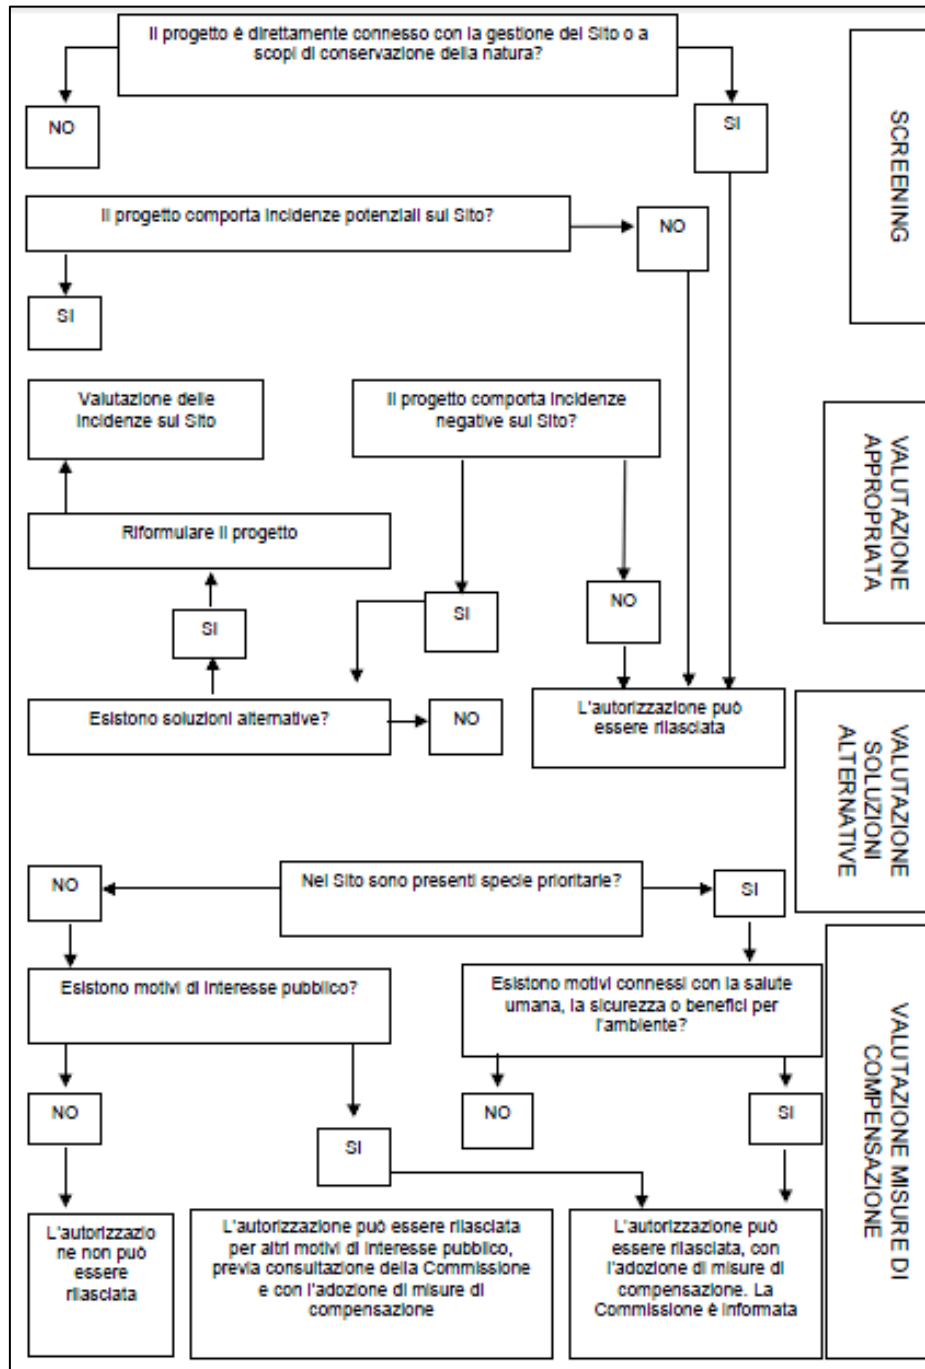 Il progetto è direttamente connesso con la gestione del Sito o a
scopi di conservazione della natura?
NO
SI
SCREENING
Il progetto comporta incidenze potenziali sul Sito?
NO
SI
Valutazione delle
incidenze sul Sito
Il progetto comporta incidenze
negative sul Sito?
VALUTAZIONE
APPROPRIATA
Riformulare il progetto
SI
NO
SI
Esistono soluzioni alternative?
NO
L'autorizzazione può
essere rilasciata
VALUTAZIONE
SOLUZIONI
ALTERNATIVE
NO
Nel Sito sono presenti specie prioritarie?
SI
Esistono motivi di interesse pubblico?
Esistono motivi connessi con la salute
umana, la sicurezza o benefici per
l'ambiente?
VALUTAZIONE MISURE DI
COMPENSAZIONE
NO
SI
NO
SI
L'autorizzazio
ne non può
essere
rilasciata
L'autorizzazione può essere rilasciata
per altri motivi di interesse pubblico,
previa consultazione della Commissione
e con l'adozione di misure di
compensazione
L'autorizzazione può
essere rilasciata, con
l'adozione di misure di
compensazione. La
Commissione è informata